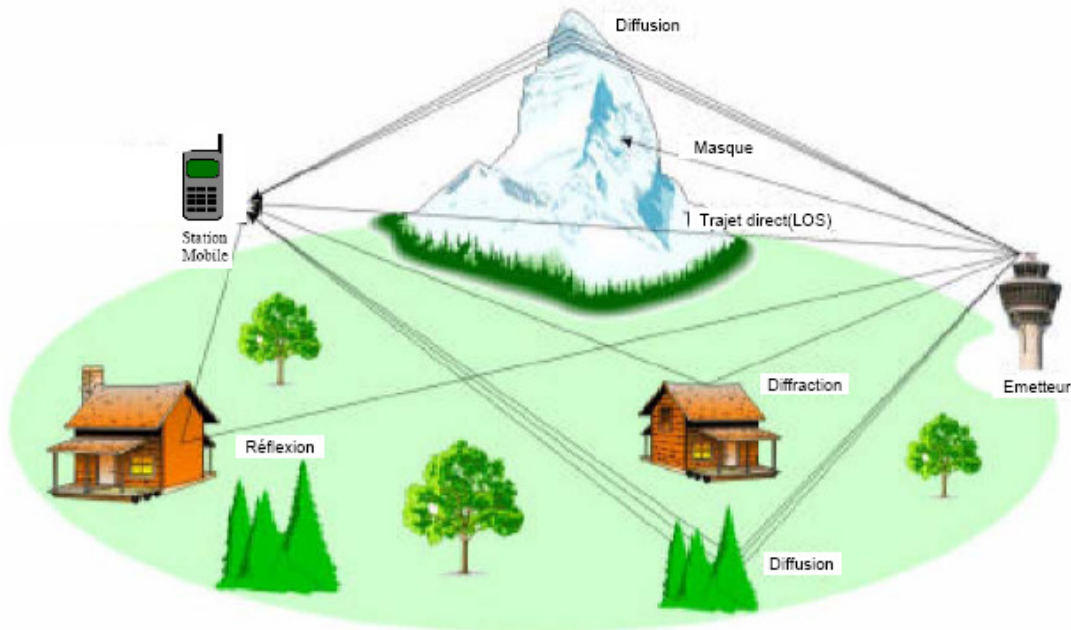 Diffusion
Masque
Trajet direct(LOS)
Station
Mobile
Emetteur
Diffraction
Réflexion
Diffusion